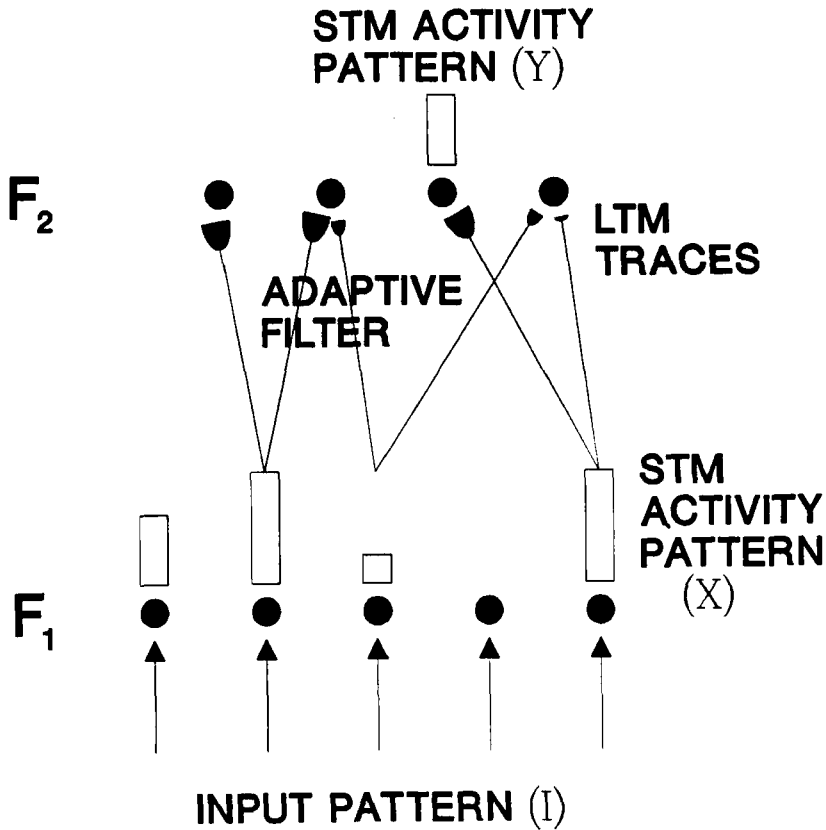 STM ACTIVITY
PATTERN (Y)
F₂
LTM
TRACES
ADAPTIVE
FILTER
STM
ACTIVITY
PATTERN
(X)
F₁
INPUT PATTERN (I)